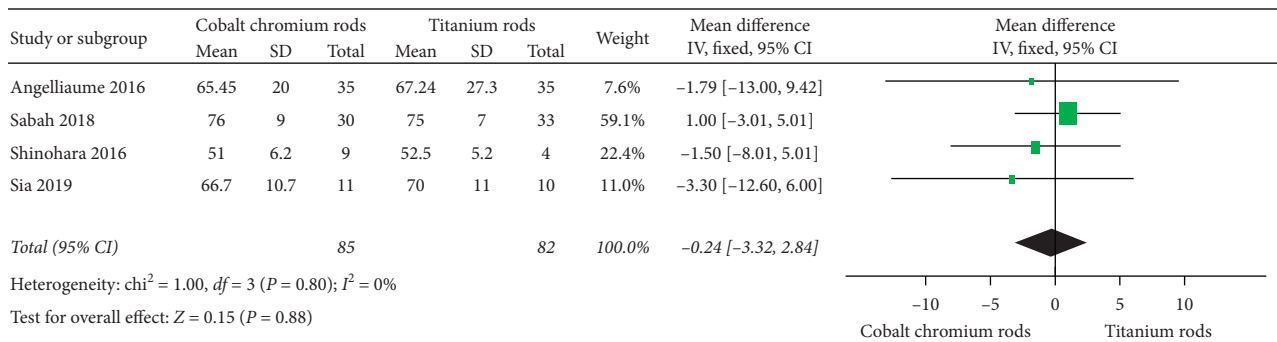 Study or subgroup Cobalt chromium rods Titanium rods Weight Mean difference IV, fixed, 95% CI Mean difference IV, fixed, 95% CI
Mean SD Total Mean SD Total
Angelliaume 2016 65.45 20 35 67.24 27.3 35 7.6% –1.79 [–13.00, 9.42]
Sabah 2018 76 9 30 75 7 33 59.1% 1.00 [–3.01, 5.01]
Shinohara 2016 51 6.2 9 52.5 5.2 4 22.4% –1.50 [–8.01, 5.01]
Sia 2019 66.7 10.7 11 70 11 10 11.0% –3.30 [–12.60, 6.00]
Total (95% CI) 85 82 100.0% –0.24 [–3.32, 2.84]
Heterogeneity: chi² = 1.00, df = 3 (P = 0.80); I² = 0%
Test for overall effect: Z = 0.15 (P = 0.88)
–10 –5 0 5 10
Cobalt chromium rods Titanium rods